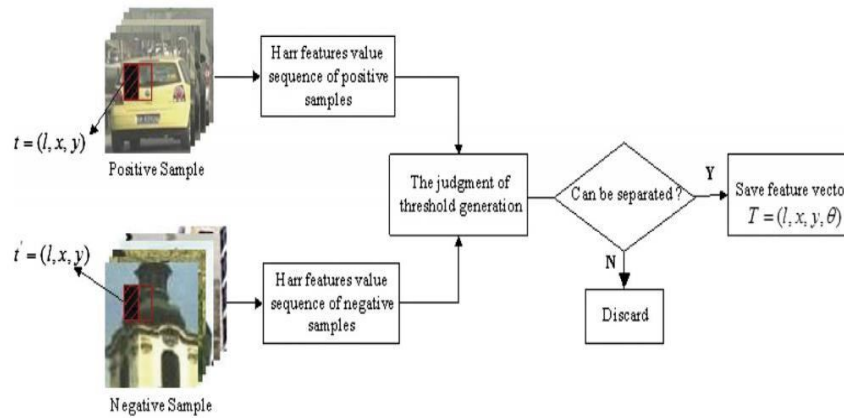 t = (l, x, y)
Positive Sample
Harr features value
sequence of positive
samples
t' = (l, x, y)
Negative Sample
Harr features value
sequence of negative
samples
The judgment of
threshold generation
Can be separated ?
Y
Save feature vecto
T = (l, x, y, θ)
N
Discard